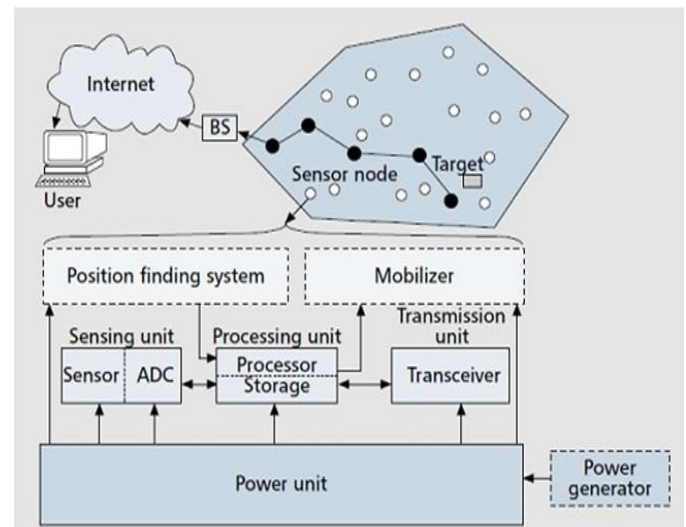 Internet
BS
Sensor node
Target
User
Position finding system
Mobilizer
Sensing unit
Processing unit
Transmission
unit
Sensor
ADC
Processor
Storage
Transceiver
Power unit
Power
generator